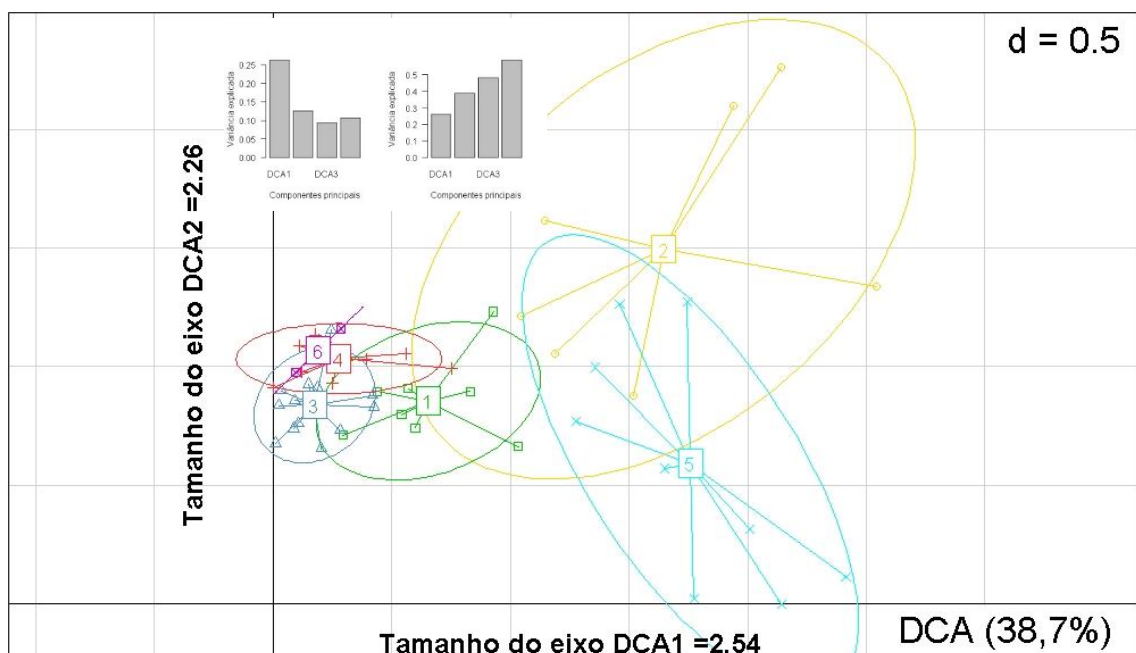 d = 0.5
Variância explicada
0.25
0.20
0.15
0.10
0.05
0.00
DCA1 DCA3
Componentes principais
Variância explicada
0.5
0.4
0.3
0.2
0.1
0.0
DCA1 DCA3
Componentes principais
Tamanho do eixo DCA2 =2.26
2
6
4
3
1
5
Tamanho do eixo DCA1 =2.54
DCA (38,7%)